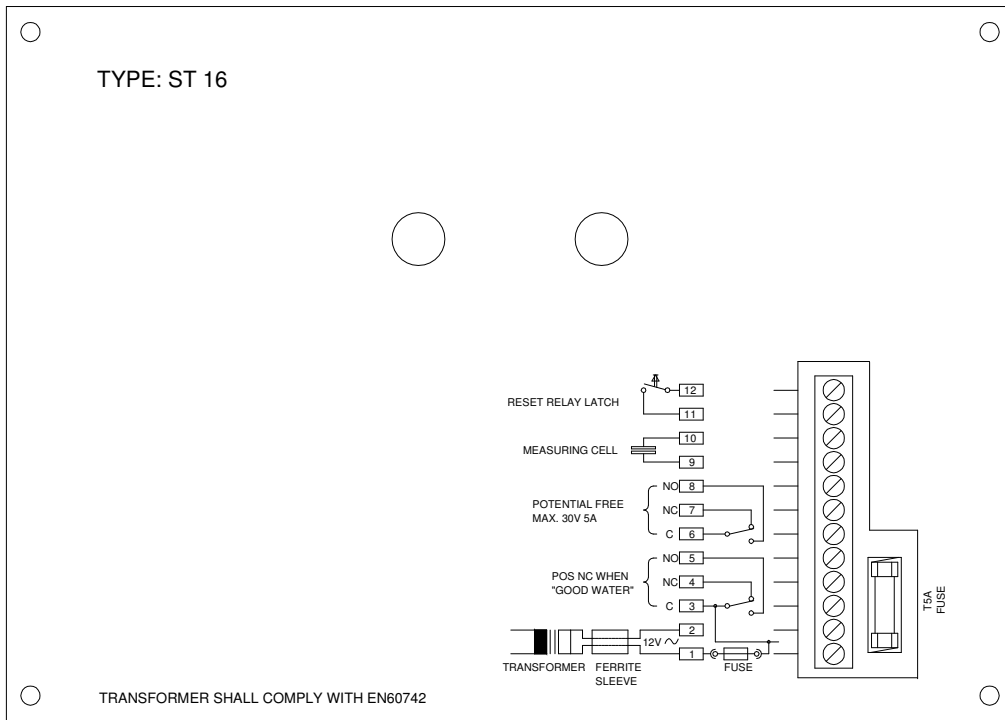 TYPE: ST 16
RESET RELAY LATCH
12
11
MEASURING CELL
10
9
POTENTIAL FREE
MAX. 30V 5A
NO 8
NC 7
C 6
POS NC WHEN
"GOOD WATER"
NO 5
NC 4
C 3
2
12V
1
TRANSFORMER
FERRITE
SLEEVE
FUSE
T5A
FUSE
TRANSFORMER SHALL COMPLY WITH EN60742